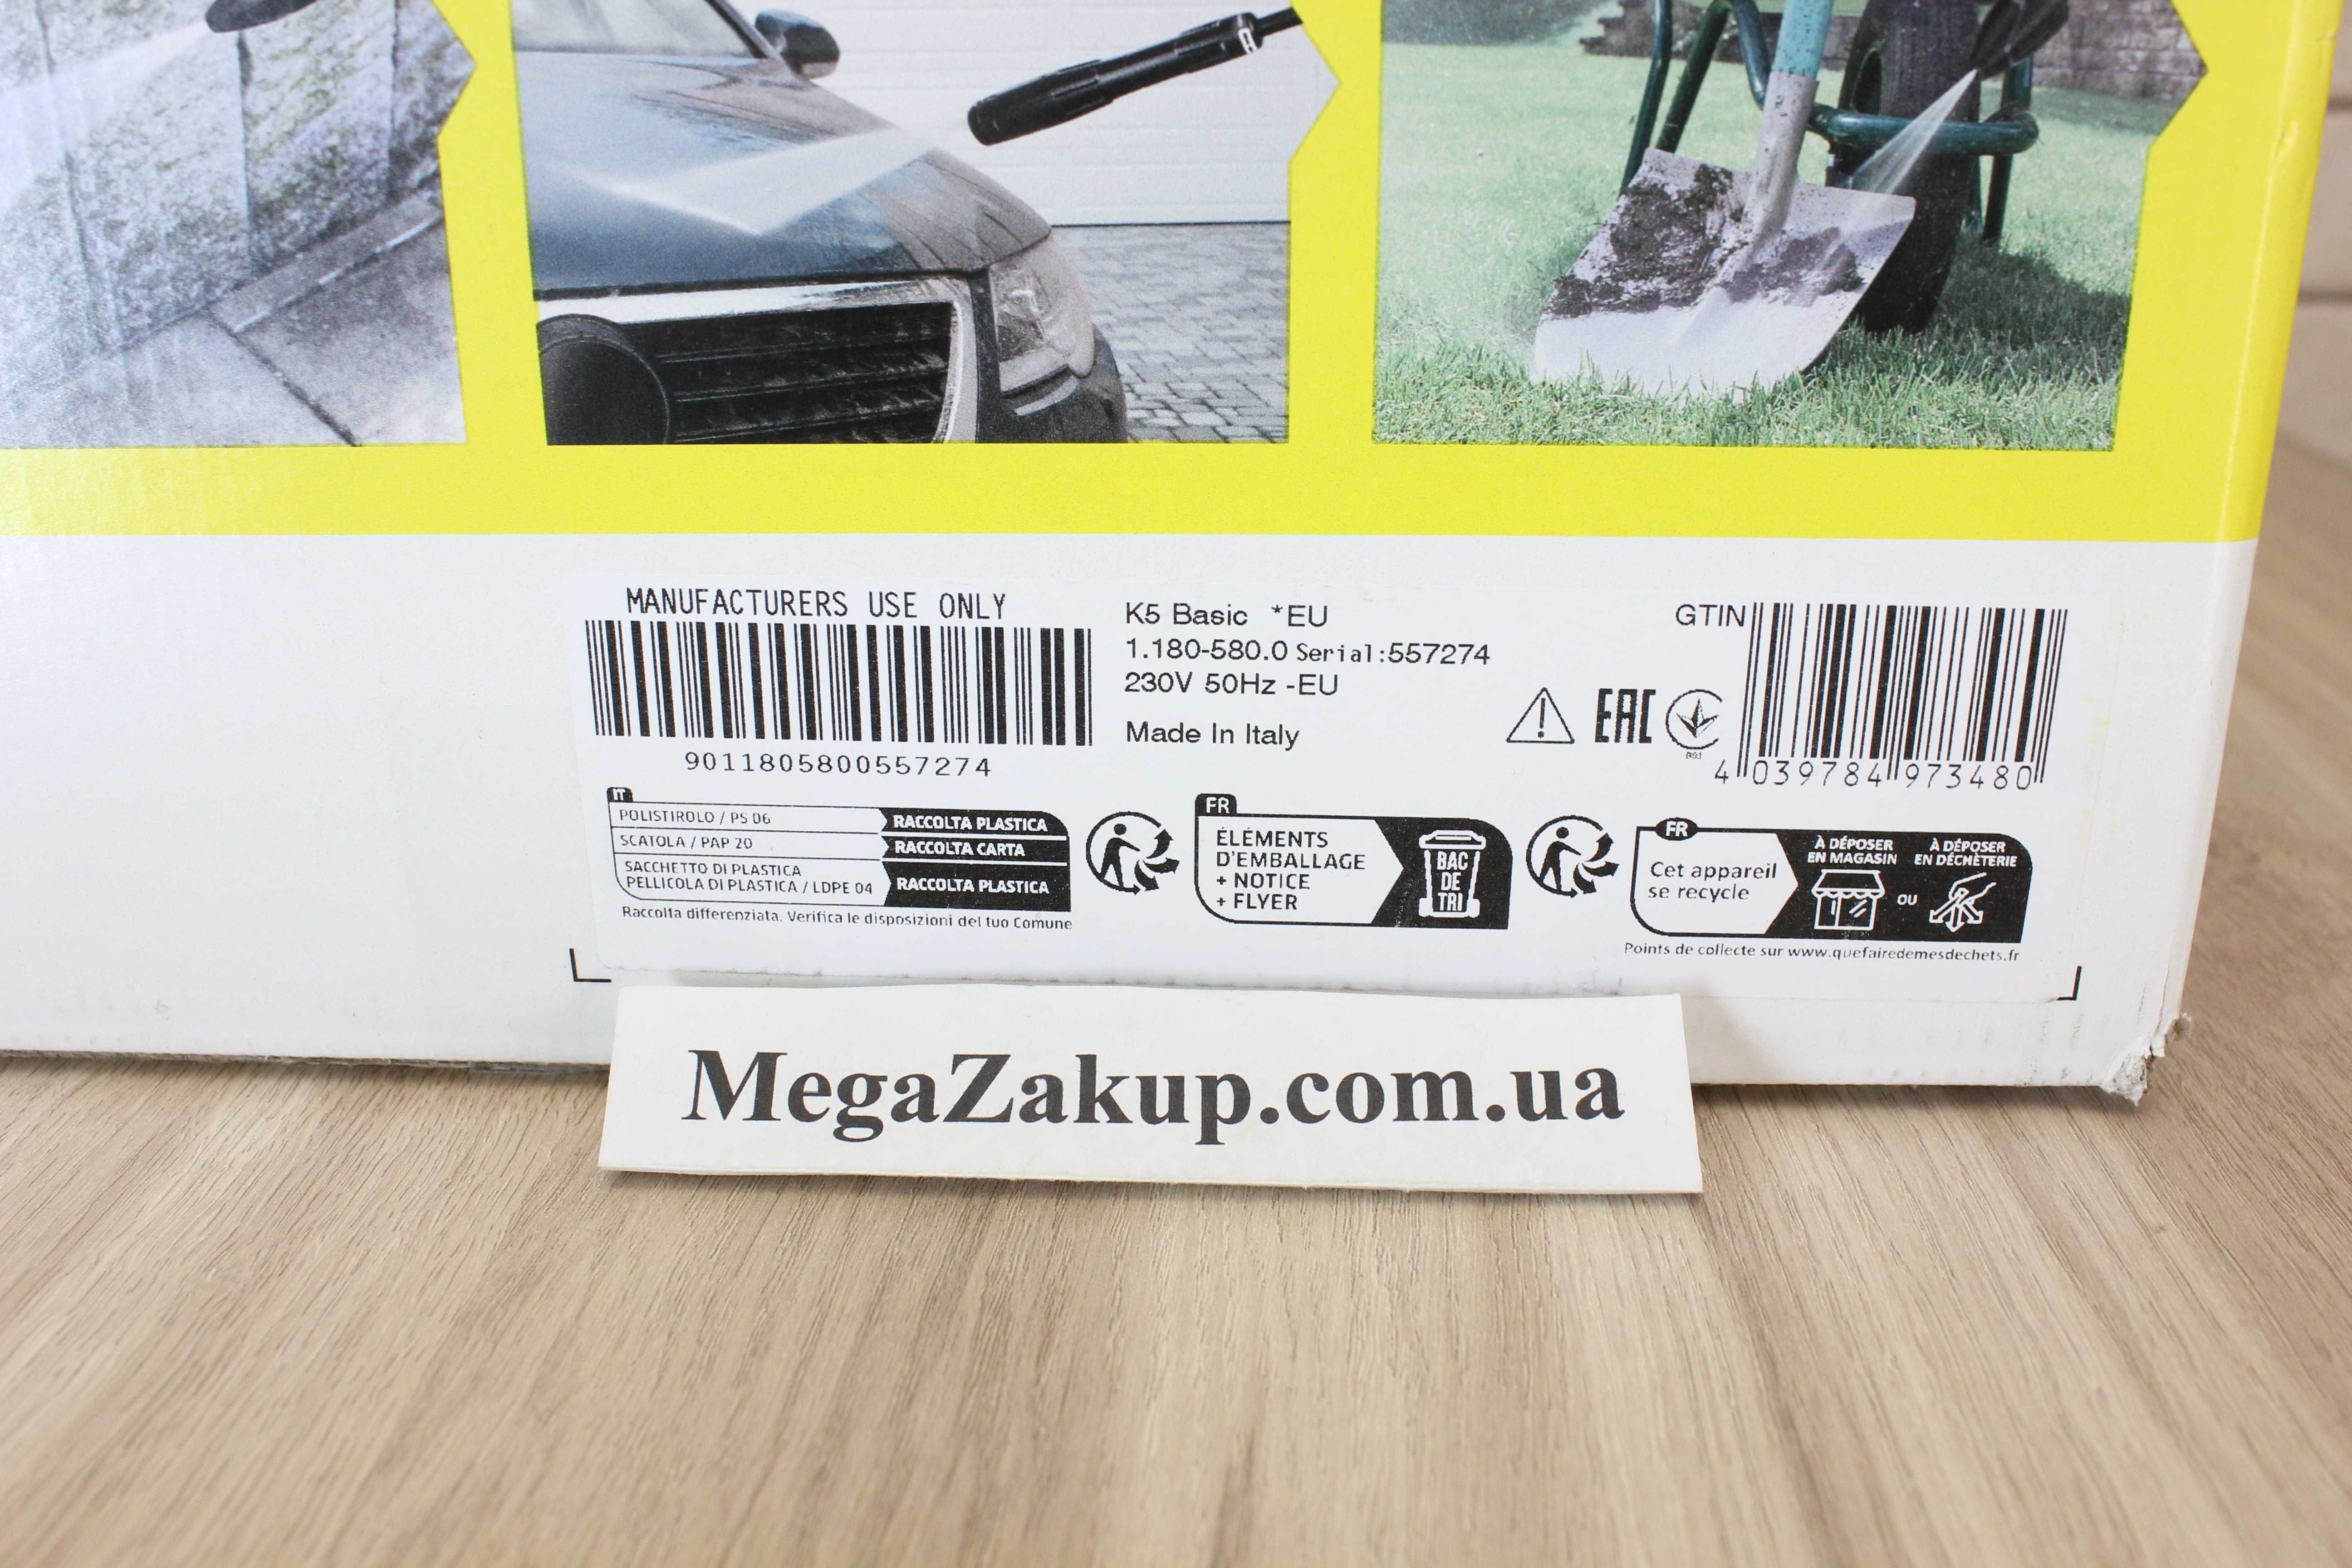 MANUFACTURERS USE ONLY
9011805800557274
K5 Basic *EU
1.180-580.0 Serial:557274
230V 50Hz -EU
Made In Italy
EAC
GTIN
4 039784 973480
IT
POLISTIROLO / PS 06
RACCOLTA PLASTICA
SCATOLA / PAP 20
RACCOLTA CARTA
SACCHETTO DI PLASTICA
PELLICOLA DI PLASTICA / LDPE 04
RACCOLTA PLASTICA
Raccolta differenziata. Verifica le disposizioni del tuo Comune
FR
ÉLÉMENTS
D'EMBALLAGE
+ NOTICE
+ FLYER
BAC
DE
TRI
FR
Cet appareil
se recycle
À DÉPOSER
EN MAGASIN
OU
À DÉPOSER
EN DÉCHÈTERIE
Points de collecte sur www.quefairedemesdechets.fr
MegaZakup.com.ua